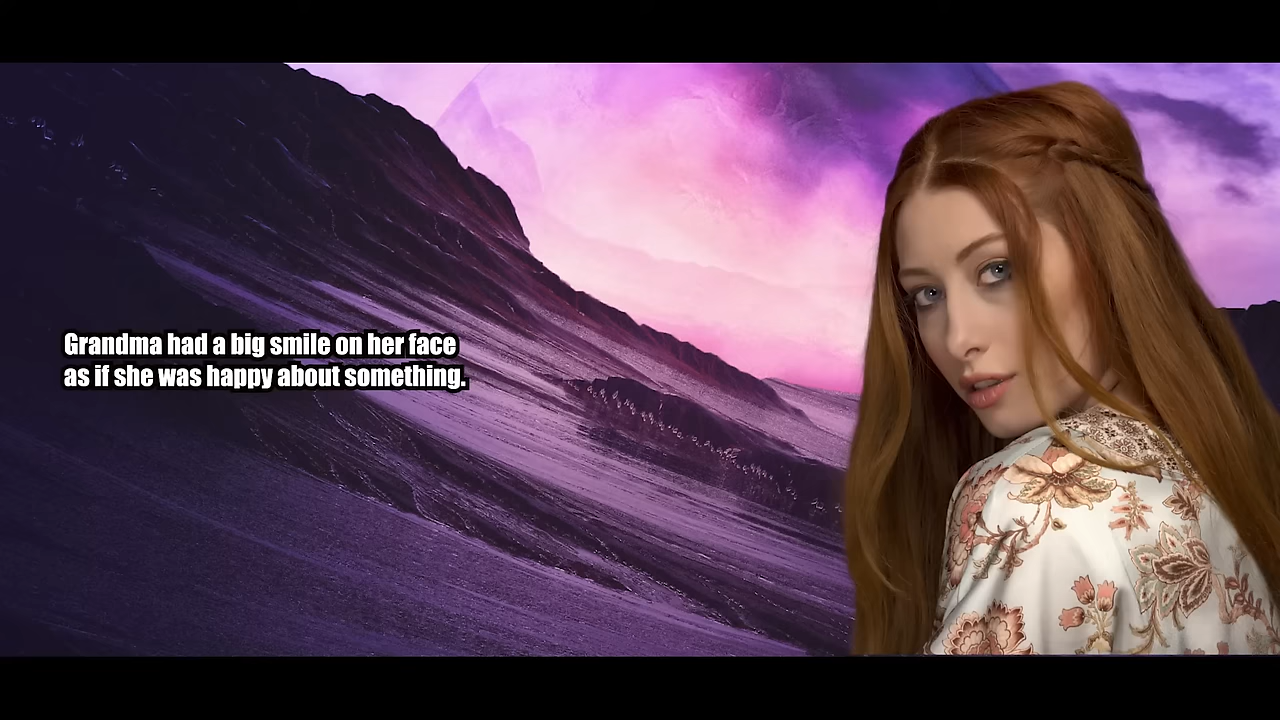 Grandma had a big smile on her face
as if she was happy about something.